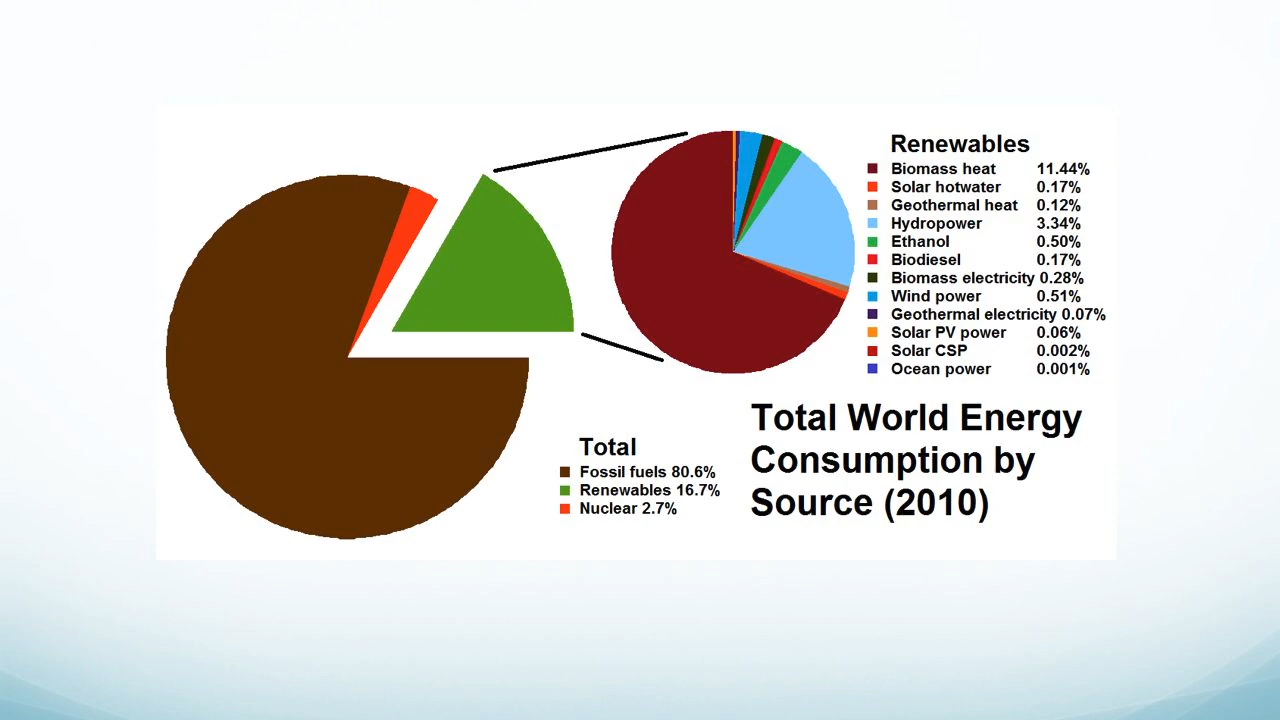 Renewables
Biomass heat 11.44%
Solar hotwater 0.17%
Geothermal heat 0.12%
Hydropower 3.34%
Ethanol 0.50%
Biodiesel 0.17%
Biomass electricity 0.28%
Wind power 0.51%
Geothermal electricity 0.07%
Solar PV power 0.06%
Solar CSP 0.002%
Ocean power 0.001%
Total
Fossil fuels 80.6%
Renewables 16.7%
Nuclear 2.7%
Total World Energy
Consumption by
Source (2010)